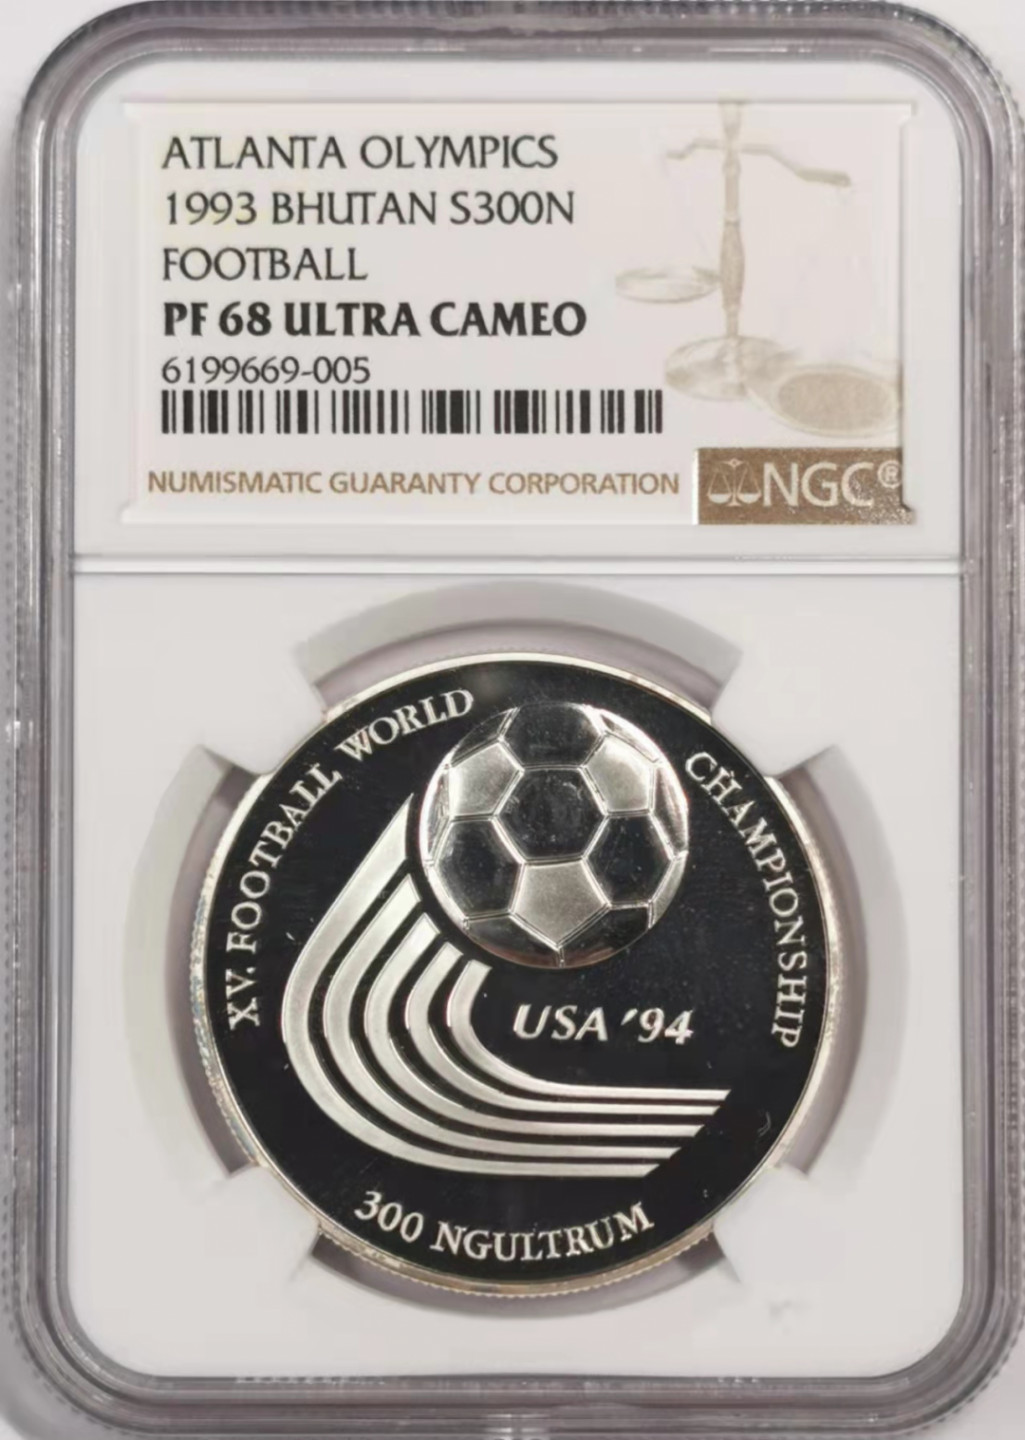 ATLANTA OLYMPICS
1993 BHUTAN S300N
FOOTBALL
PF 68 ULTRA CAMEO
6199669-005
NUMISMATIC GUARANTY CORPORATION
NGC®
XV. FOOTBALL WORLD CHAMPIONSHIP
USA '94
300 NGULTRUM